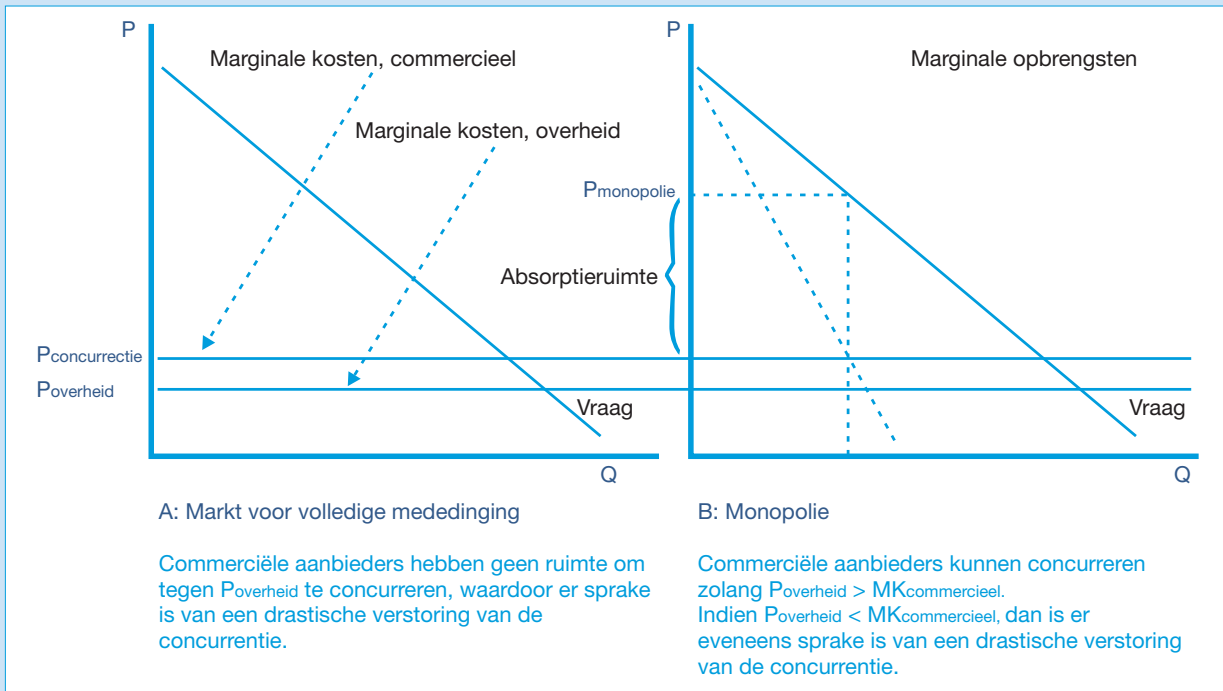 P
Marginale kosten, commercieel
Marginale kosten, overheid
Pconcurrectie
Poverheid
Vraag
Q
A: Markt voor volledige mededinging
Commerciële aanbieders hebben geen ruimte om
tegen Poverheid te concurreren, waardoor er sprake
is van een drastische verstoring van de
concurrentie.
P
Marginale opbrengsten
Pmonopolie
Absorptieruimte
Vraag
Q
B: Monopolie
Commerciële aanbieders kunnen concurreren
zolang Poverheid > MKcommercieel.
Indien Poverheid < MKcommercieel, dan is er
eveneens sprake is van een drastische verstoring
van de concurrentie.